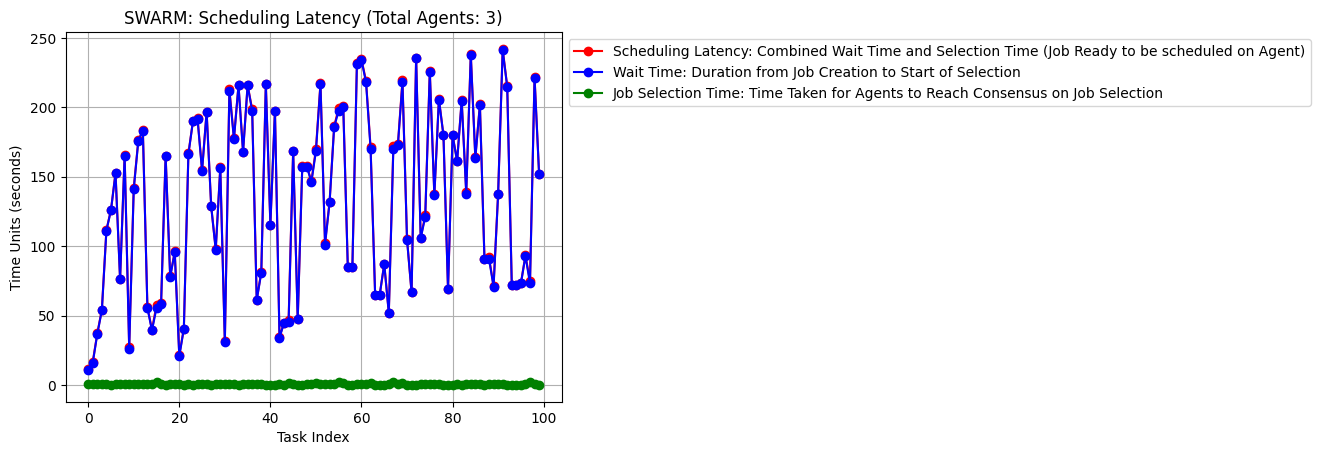 SWARM: Scheduling Latency (Total Agents: 3)
Scheduling Latency: Combined Wait Time and Selection Time (Job Ready to be scheduled on Agent)
Wait Time: Duration from Job Creation to Start of Selection
Job Selection Time: Time Taken for Agents to Reach Consensus on Job Selection
Time Units (seconds)
250
200
150
100
50
0
0
20
40
60
80
100
Task Index